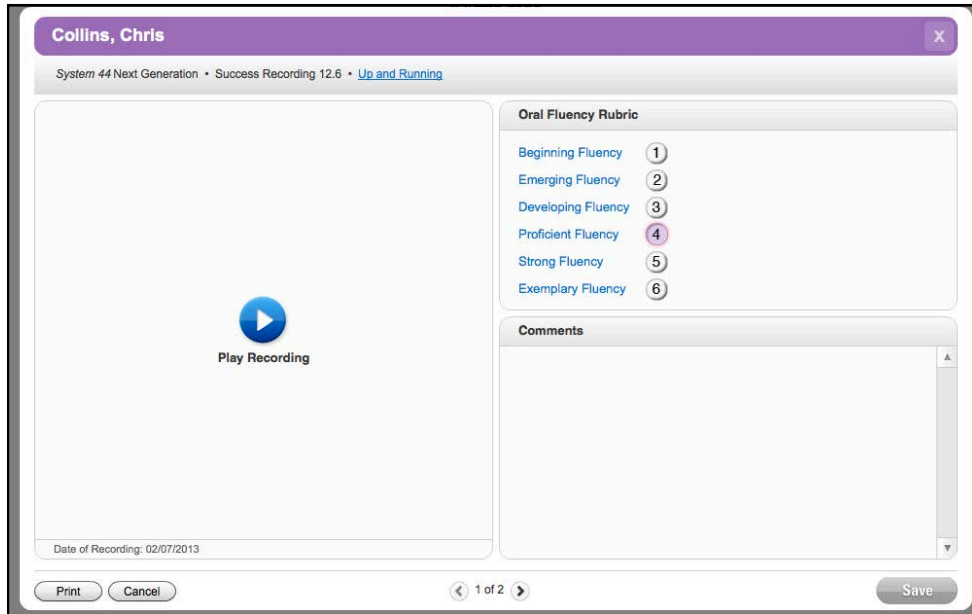 Collins, Chris
X
System 44 Next Generation • Success Recording 12.6 • Up and Running
Oral Fluency Rubric
Beginning Fluency 1
Emerging Fluency 2
Developing Fluency 3
Proficient Fluency 4
Strong Fluency 5
Exemplary Fluency 6
Play Recording
Comments
Date of Recording: 02/07/2013
Print
Cancel
1 of 2
Save